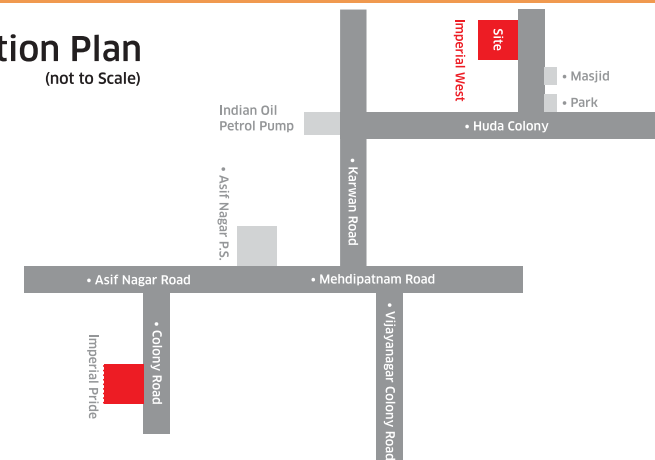 tion Plan
(not to Scale)
Imperial West
Site
• Masjid
• Park
Indian Oil
Petrol Pump
• Huda Colony
• Karwan Road
• Asif Nagar P.S.
• Asif Nagar Road
• Mehdipatnam Road
Imperial Pride
• Colony Road
• Vijayanagar Colony Road